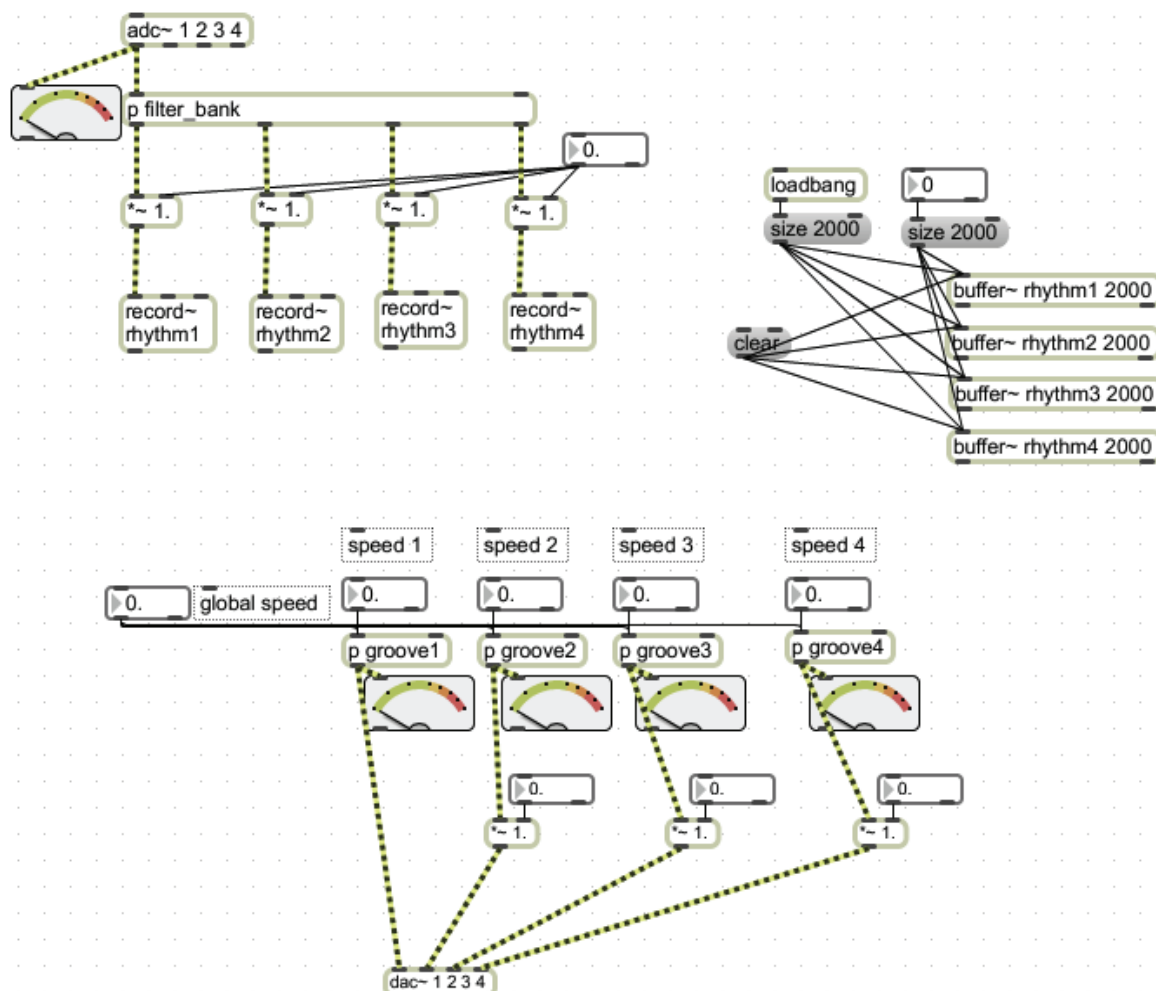 adc~ 1 2 3 4
p filter_bank
0.
*~ 1.
*~ 1.
*~ 1.
*~ 1.
record~
rhythm1
record~
rhythm2
record~
rhythm3
record~
rhythm4
loadbang
0
size 2000
size 2000
clear
buffer~ rhythm1 2000
buffer~ rhythm2 2000
buffer~ rhythm3 2000
buffer~ rhythm4 2000
speed 1
speed 2
speed 3
speed 4
0.
global speed
0.
0.
0.
0.
p groove1
p groove2
p groove3
p groove4
0.
0.
0.
*~ 1.
*~ 1.
*~ 1.
dac~ 1 2 3 4